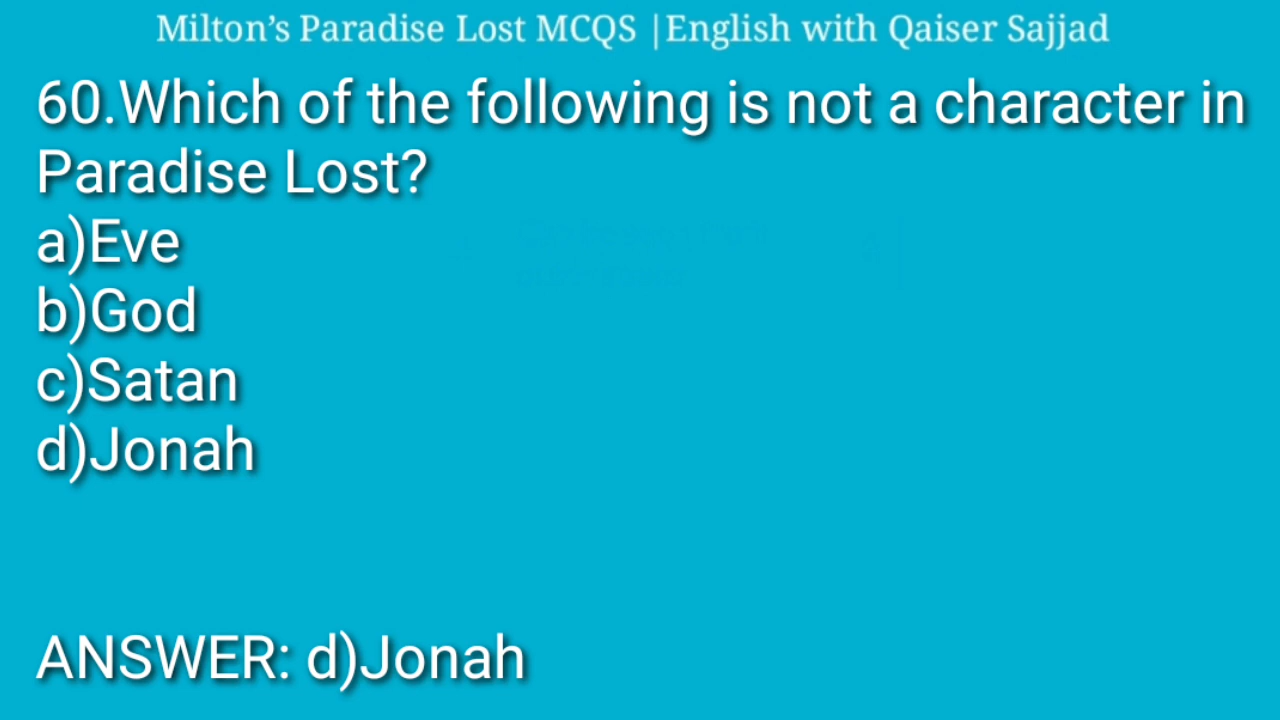 Milton’s Paradise Lost MCQS |English with Qaiser Sajjad
60.Which of the following is not a character in
Paradise Lost?
a)Eve
b)God
c)Satan
d)Jonah
ANSWER: d)Jonah